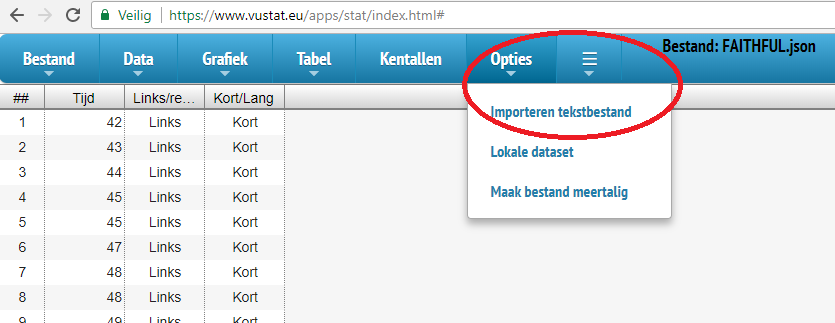 Veilig https://www.vustat.eu/apps/stat/index.html#
Bestand Data Grafiek Tabel Kentallen Opties ☰ Bestand: FAITHFUL.json
## Tijd Links/re... Kort/Lang
Importeren tekstbestand
Lokale dataset
Maak bestand meertalig
1 42 Links Kort
2 43 Links Kort
3 44 Links Kort
4 45 Links Kort
5 45 Links Kort
6 47 Links Kort
7 48 Links Kort
8 48 Links Kort
9 49 Links Kort